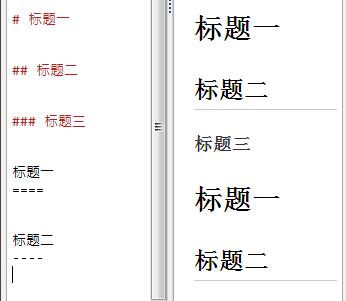 # 标题一
## 标题二
### 标题三
标题一
====
标题二
----
标题一
标题二
标题三
标题一
标题二